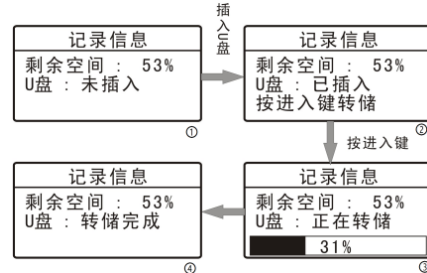 记录信息
剩余空间 : 53%
U盘 : 未插入
①
插入U盘
记录信息
剩余空间 : 53%
U盘 : 已插入
按进入键转储
②
按进入键
记录信息
剩余空间 : 53%
U盘 : 正在转储
31%
③
记录信息
剩余空间 : 53%
U盘 : 转储完成
④